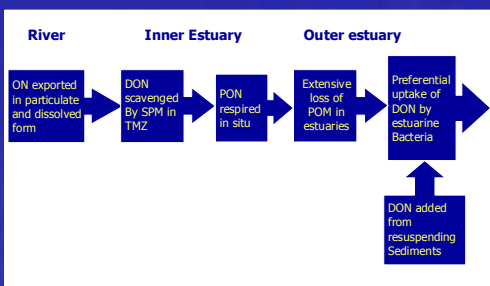 River
Inner Estuary
Outer estuary
ON exported
in particulate
and dissolved
form
DON
scavenged
By SPM in
TMZ
PON
respired
in situ
Extensive
loss of
POM in
estuaries
Preferential
uptake of
DON by
estuarine
Bacteria
DON added
from
resuspending
Sediments